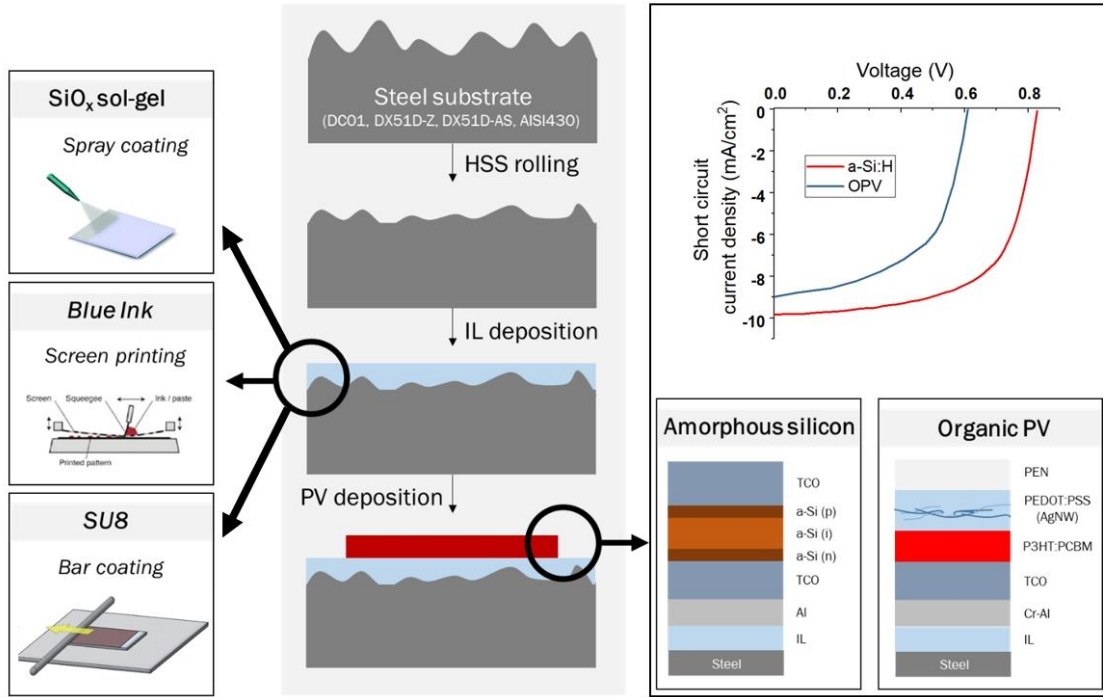 SiOx sol-gel
Spray coating
Blue Ink
Screen printing
Screen
Squeegee
Ink / paste
Printed pattern
SU8
Bar coating
Steel substrate
(DC01, DX51D-Z, DX51D-AS, AISI430)
HSS rolling
IL deposition
PV deposition
Voltage (V)
0.0 0.2 0.4 0.6 0.8
0
-2
-4
-6
-8
-10
Short circuit
current density (mA/cm²)
a-Si:H
OPV
Amorphous silicon
TCO
a-Si (p)
a-Si (i)
a-Si (n)
TCO
Al
IL
Steel
Organic PV
PEN
PEDOT:PSS
(AgNW)
P3HT:PCBM
TCO
Cr-Al
IL
Steel